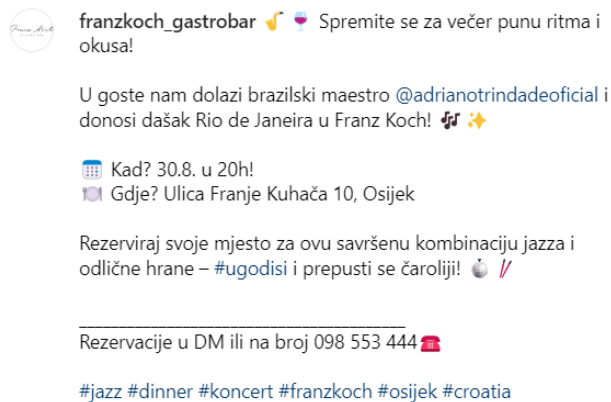 franzkoch_gastrobar 🎷 🍷 Spremite se za večer punu ritma i
okusa!
U goste nam dolazi brazilski maestro @adrianotrindadeoficial i
donosi dašak Rio de Janeira u Franz Koch! 🎶 ✨
📅 Kad? 30.8. u 20h!
🍽️ Gdje? Ulica Franje Kuhača 10, Osijek
Rezerviraj svoje mjesto za ovu savršenu kombinaciju jazza i
odlične hrane – #ugodisi i prepusti se čaroliji! 🪩 🥢
___________________________________________
Rezervacije u DM ili na broj 098 553 444☎️
#jazz #dinner #koncert #franzkoch #osijek #croatia